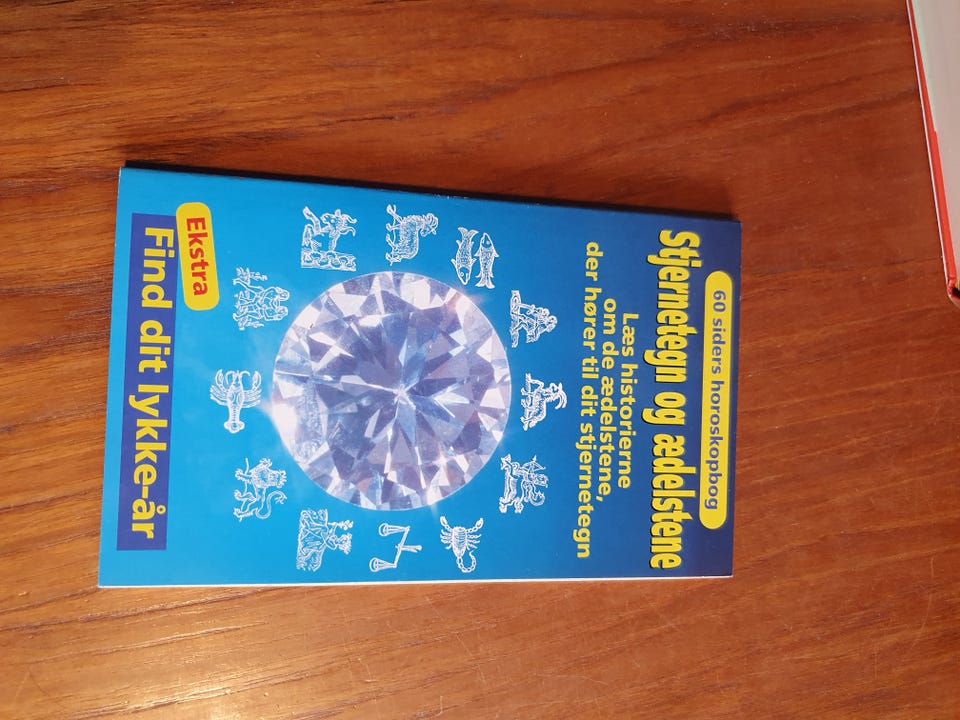 60 siders horoskopbog
Stjernetegn og ædelstene
Læs historierne
om de ædelstene,
der hører til dit stjernetegn
Ekstra
Find dit lykke-år